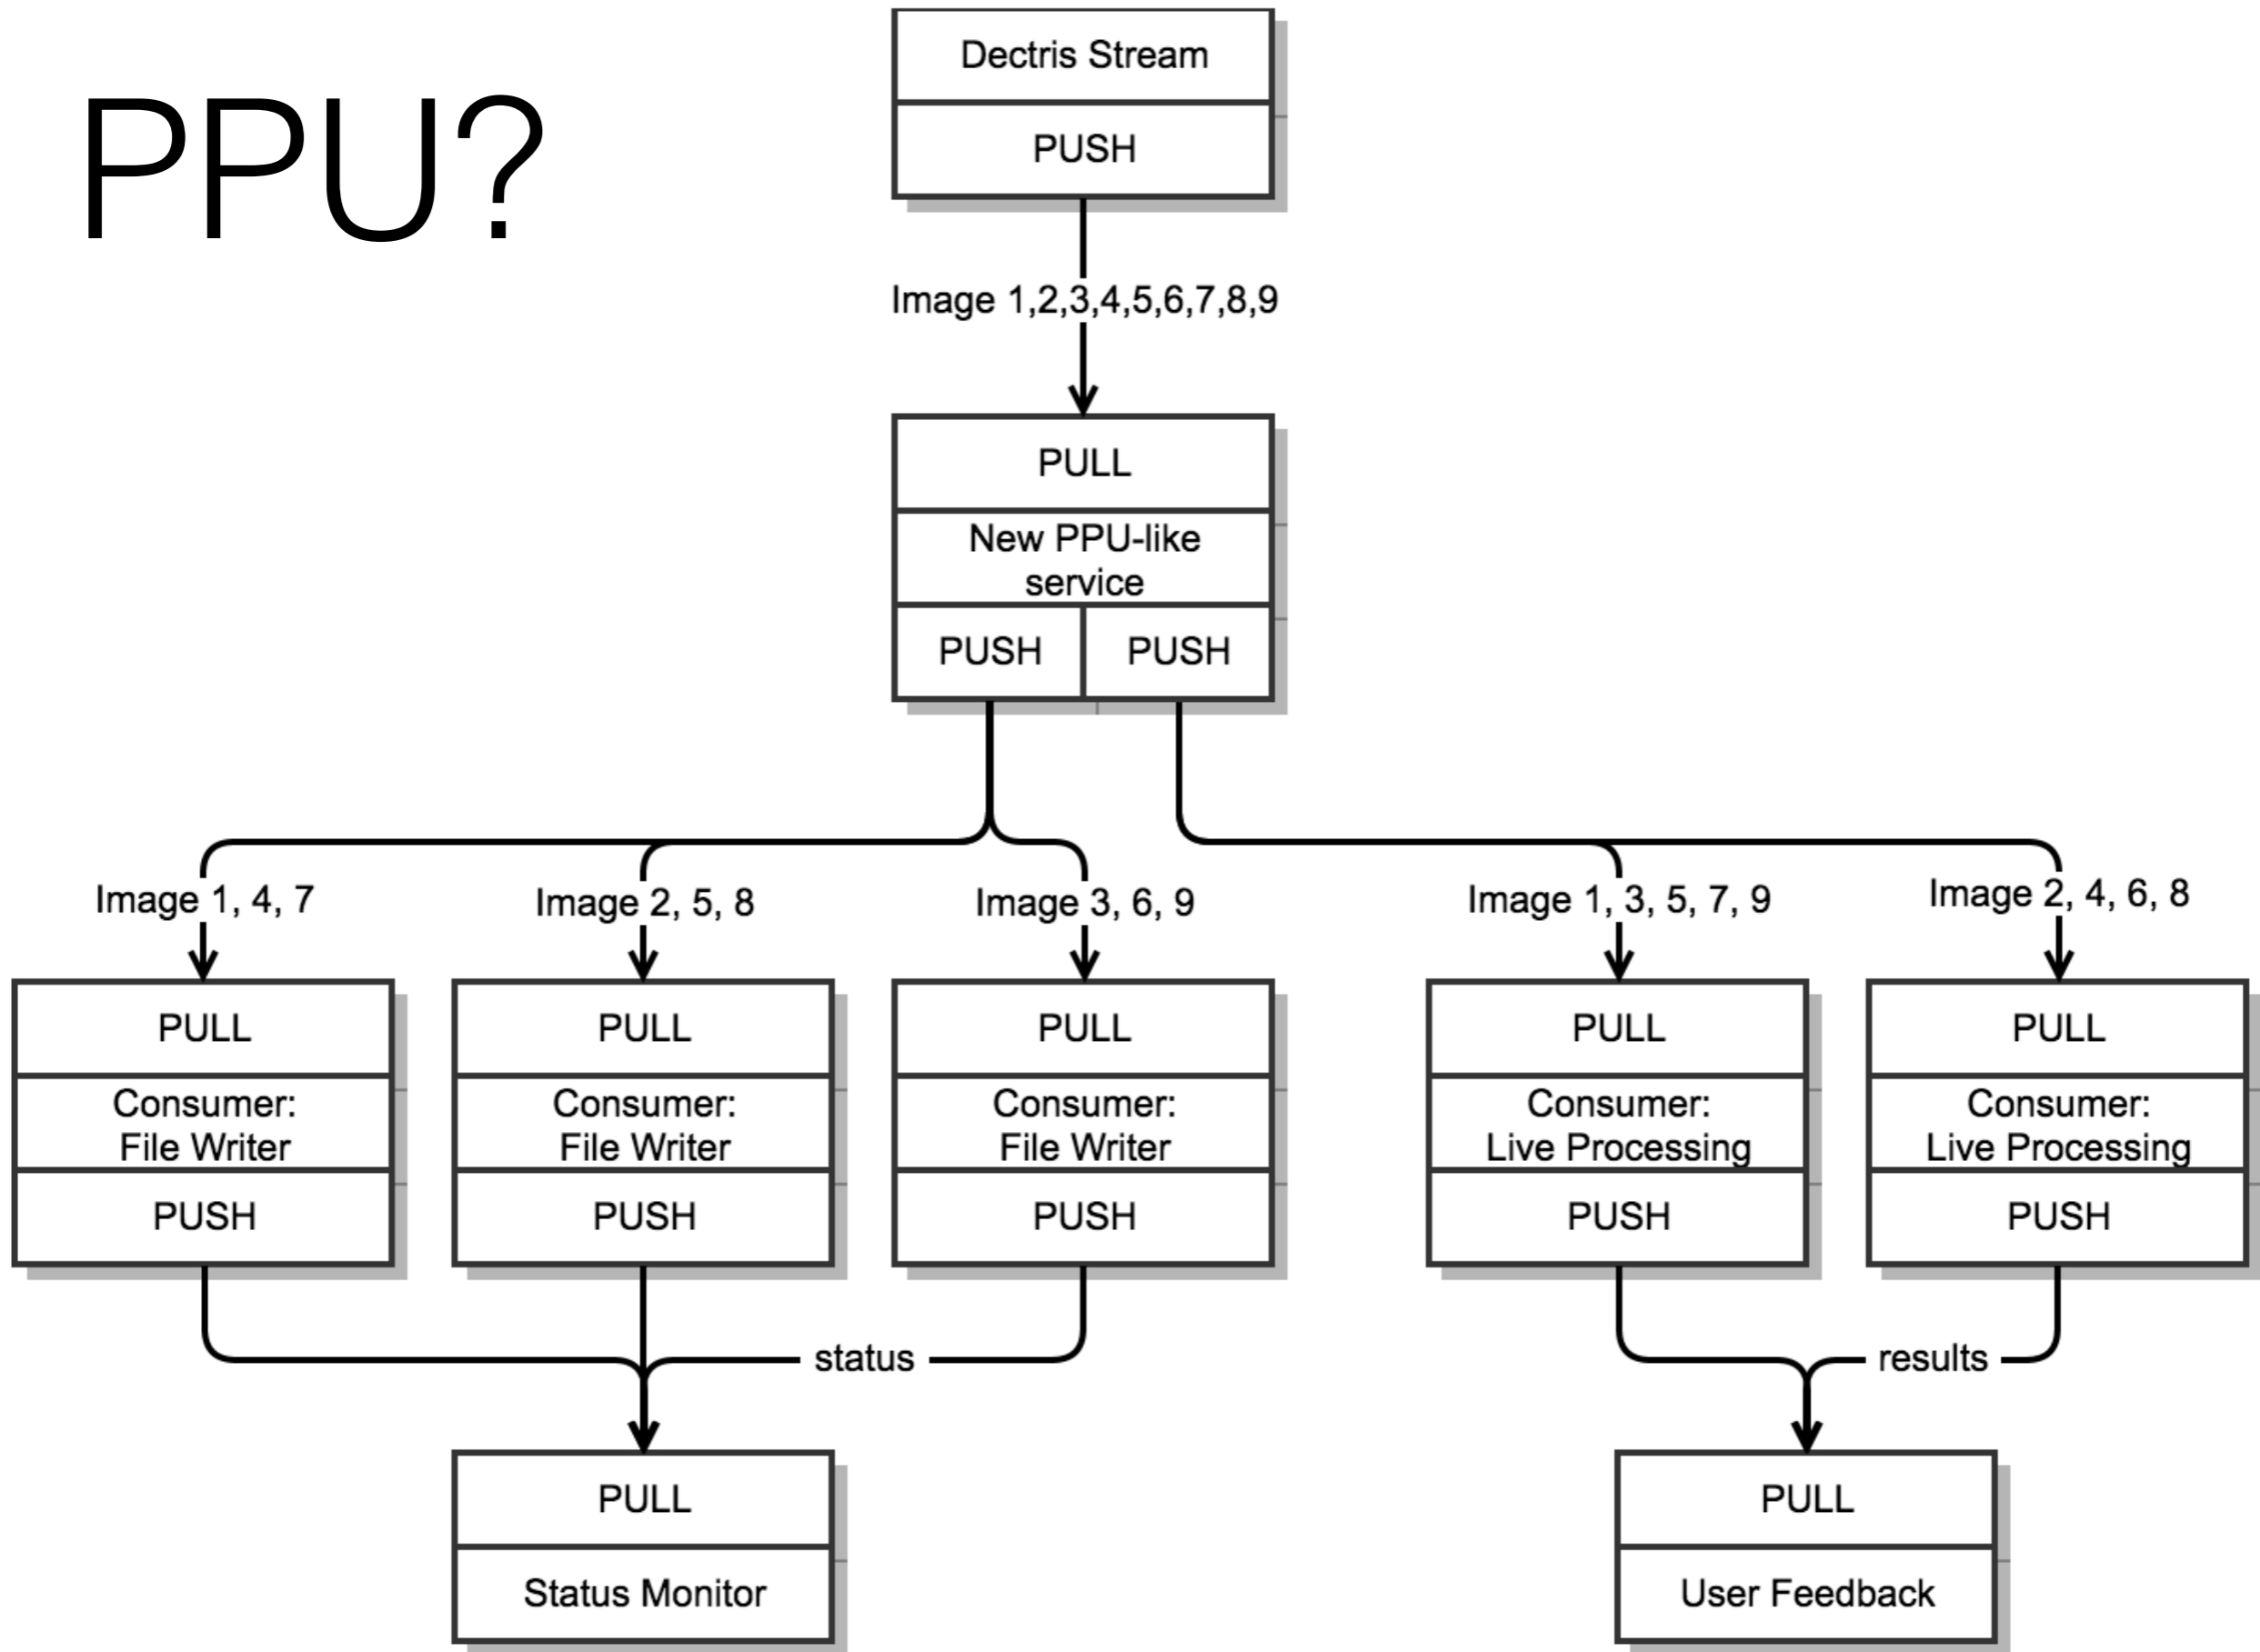 PPU?
Dectris Stream
PUSH
Image 1,2,3,4,5,6,7,8,9
PULL
New PPU-like
service
PUSH
PUSH
Image 1, 4, 7
Image 2, 5, 8
Image 3, 6, 9
Image 1, 3, 5, 7, 9
Image 2, 4, 6, 8
PULL
Consumer:
File Writer
PUSH
PULL
Consumer:
File Writer
PUSH
PULL
Consumer:
File Writer
PUSH
PULL
Consumer:
Live Processing
PUSH
PULL
Consumer:
Live Processing
PUSH
status
results
PULL
Status Monitor
PULL
User Feedback